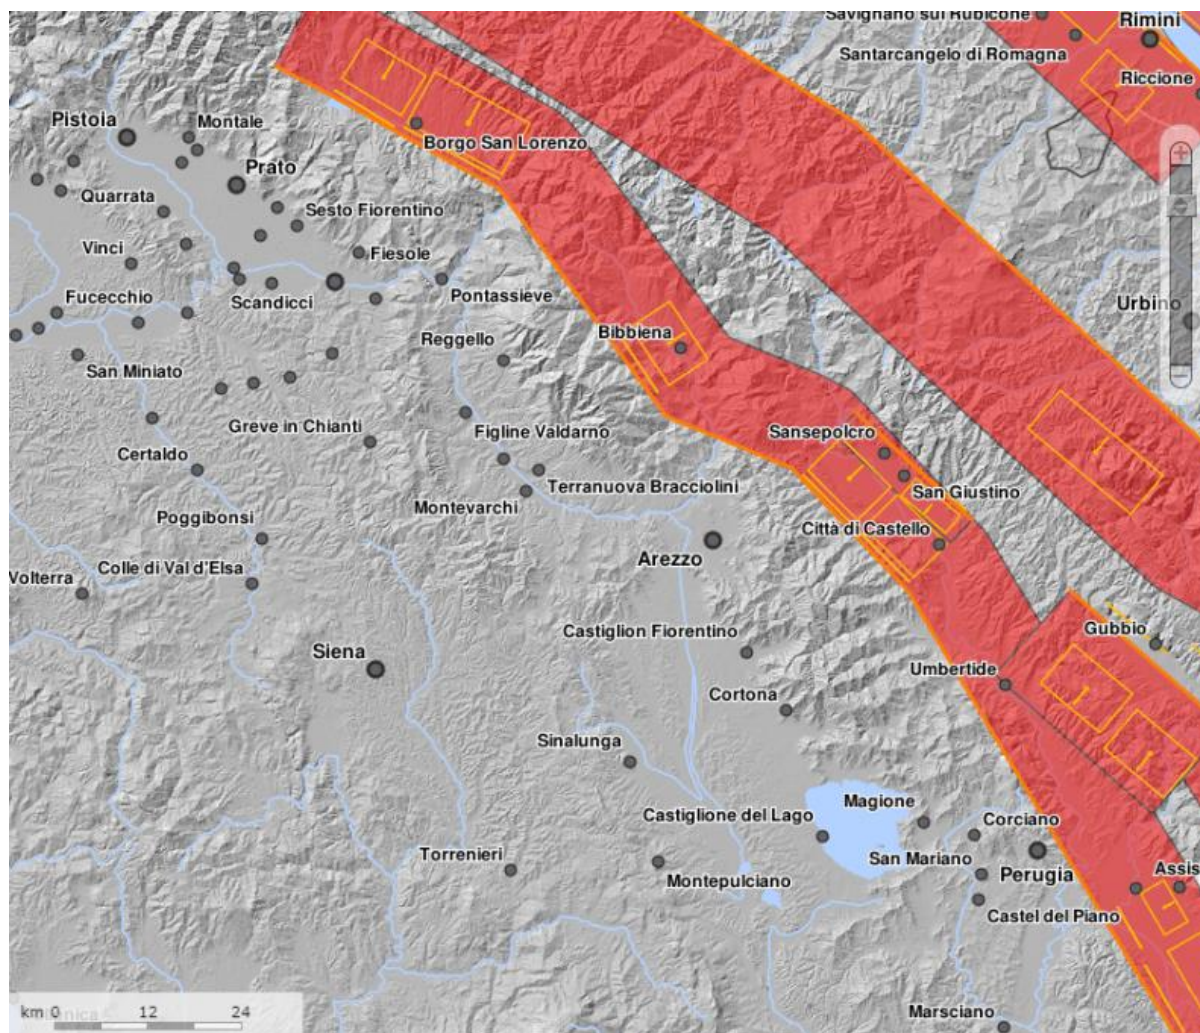 Savignano sul Rubicone
Rimini
Santarcangelo di Romagna
Riccione
Pistoia
Montale
Borgo San Lorenzo
Prato
Quarrata
Sesto Fiorentino
Vinci
Fiesole
Fucecchio
Scandicci
Pontassieve
Urbino
Reggello
Bibbiena
San Miniato
Greve in Chianti
Figline Valdarno
Sansepolcro
Certaldo
Terranuova Bracciolini
San Giustino
Montevarchi
Poggibonsi
Città di Castello
Arezzo
Colle di Val d'Elsa
Volterra
Castiglion Fiorentino
Gubbio
Siena
Umbertide
Cortona
Sinalunga
Magione
Castiglione del Lago
Corciano
Torrenieri
San Mariano
Perugia
Assis
Montepulciano
Castel del Piano
km 0 12 24
Marsciano